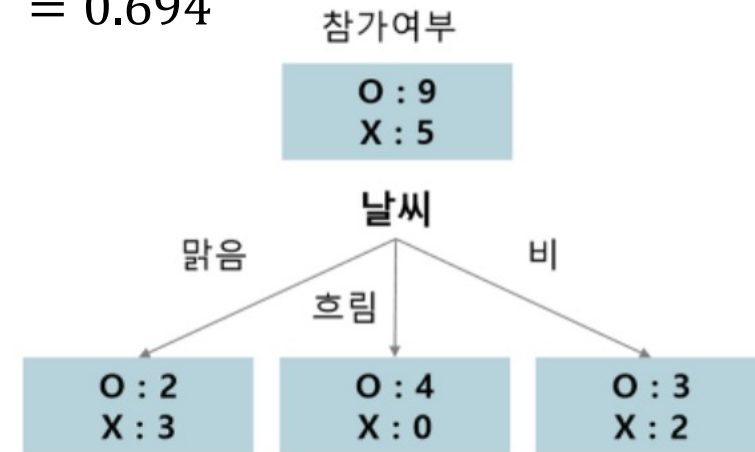 = 0.694
참가여부
O : 9
X : 5
날씨
맑음
비
흐림
O : 2
X : 3
O : 4
X : 0
O : 3
X : 2